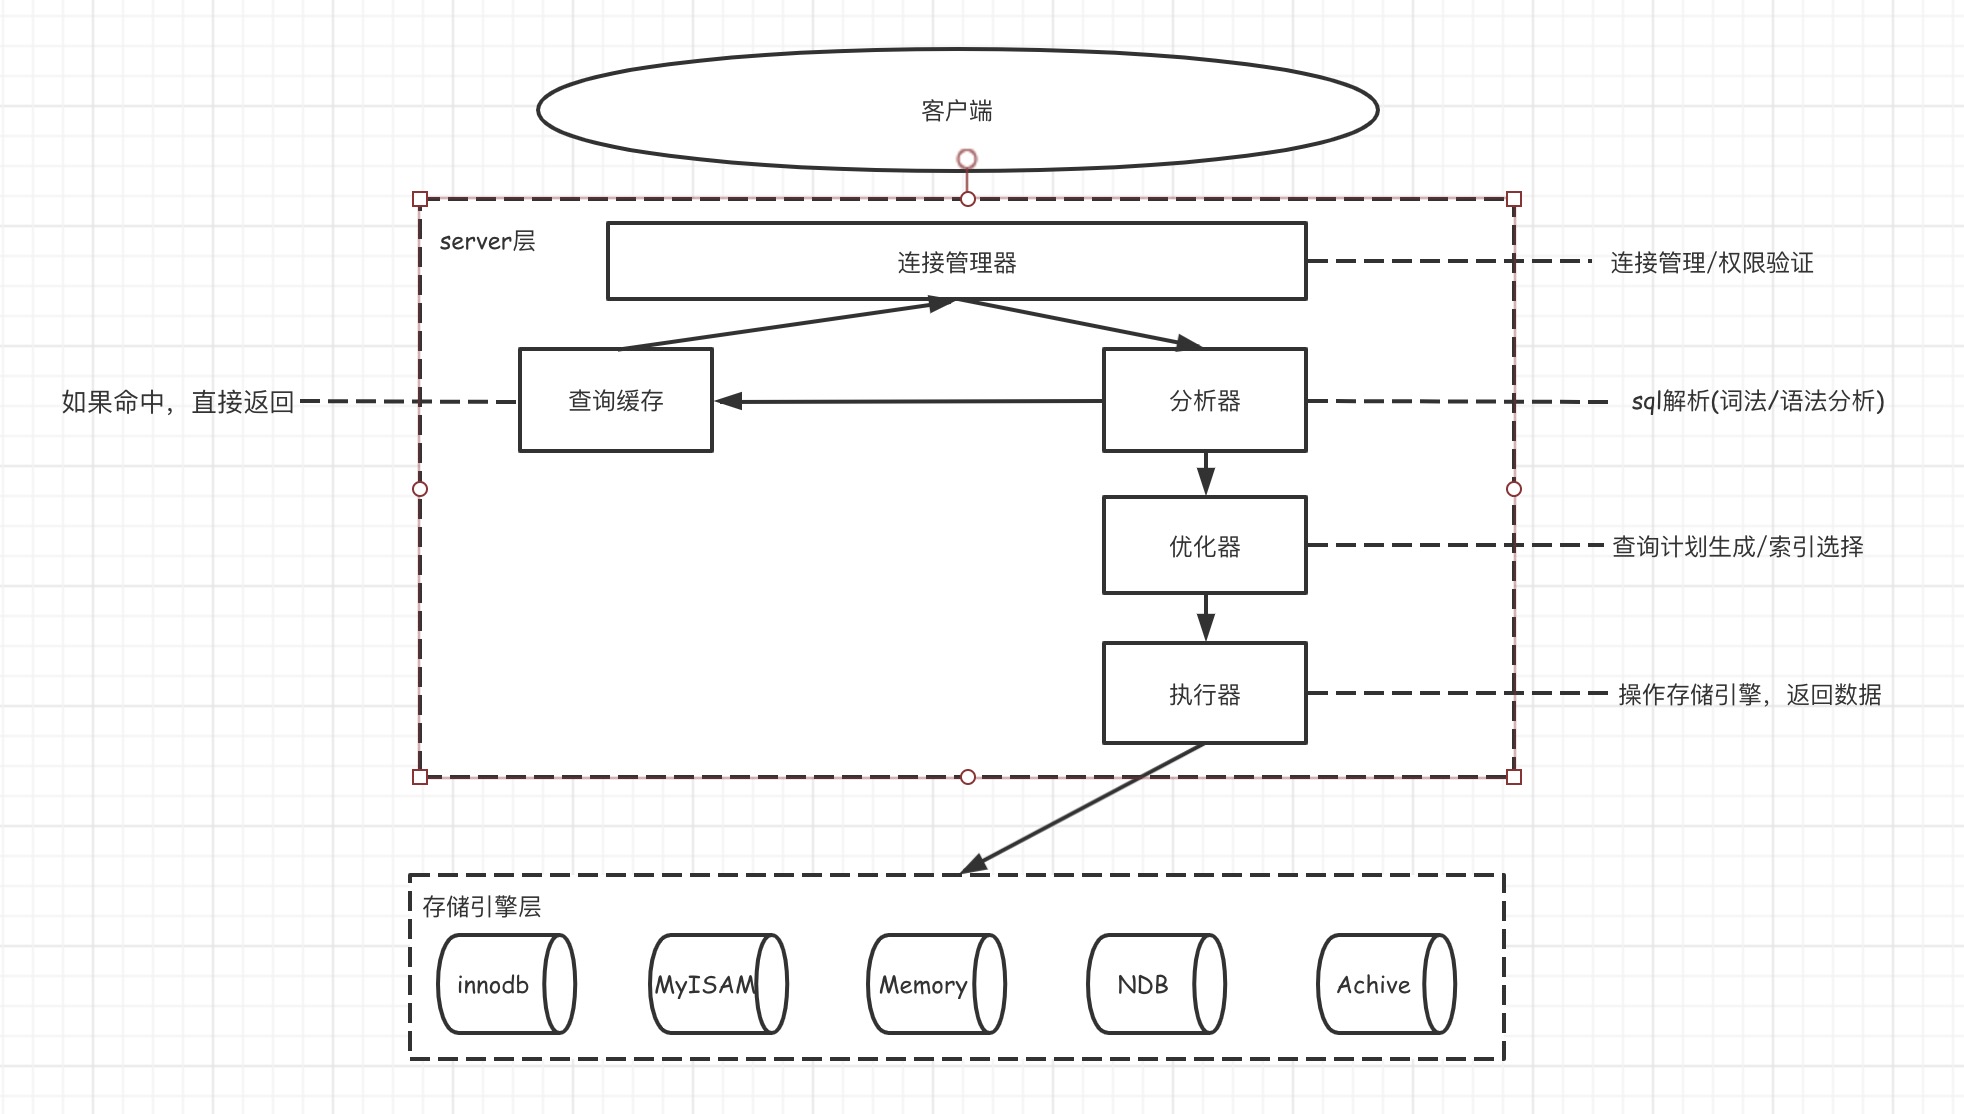 客户端
server层
连接管理器
连接管理/权限验证
如果命中，直接返回
查询缓存
分析器
sql解析(词法/语法分析)
优化器
查询计划生成/索引选择
执行器
操作存储引擎，返回数据
存储引擎层
innodb
MyISAM
Memory
NDB
Achive